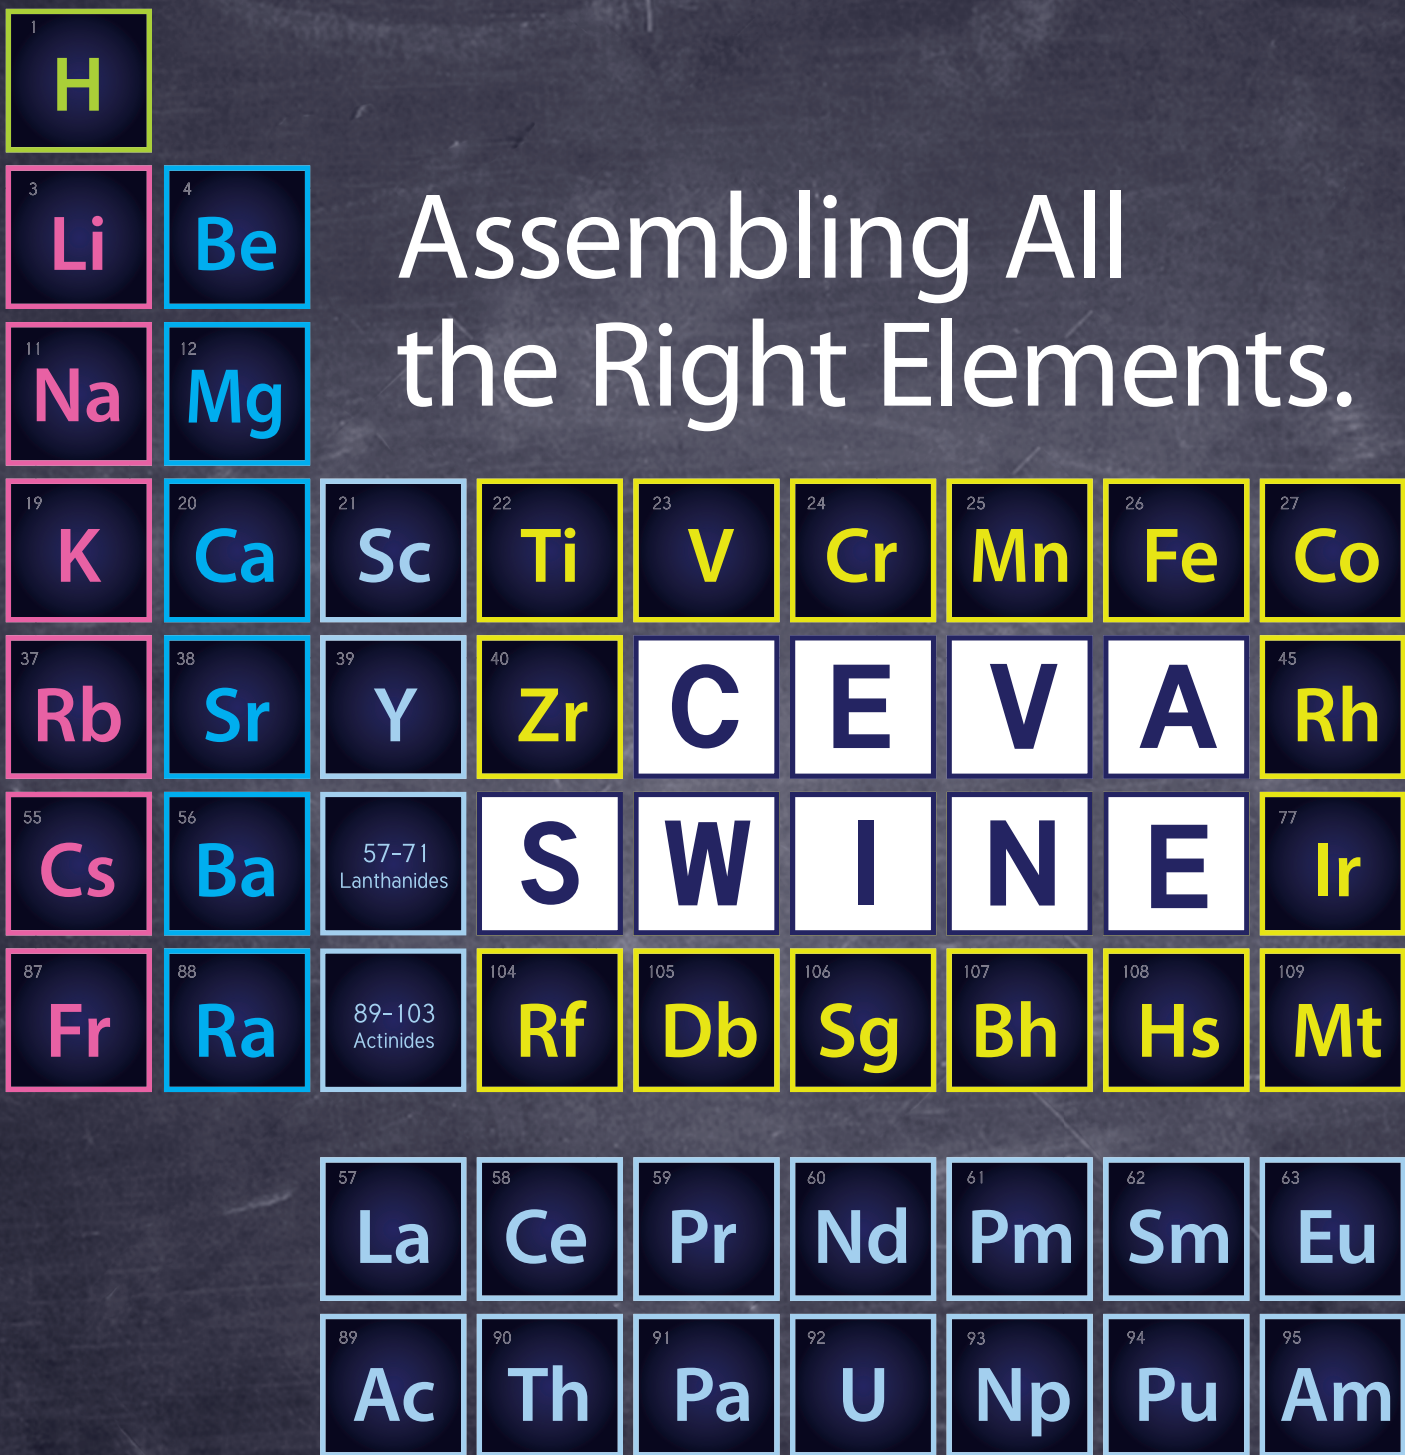 1
H
3 4
Li Be
Assembling All
the Right Elements.
11 12
Na Mg
19 20 21 22 23 24 25 26 27
K Ca Sc Ti V Cr Mn Fe Co
37 38 39 40 45
Rb Sr Y Zr C E V A Rh
55 56 77
Cs Ba 57-71 S W I N E Ir
Lanthanides
87 88 104 105 106 107 108 109
Fr Ra 89-103 Rf Db Sg Bh Hs Mt
Actinides
57 58 59 60 61 62 63
La Ce Pr Nd Pm Sm Eu
89 90 91 92 93 94 95
Ac Th Pa U Np Pu Am